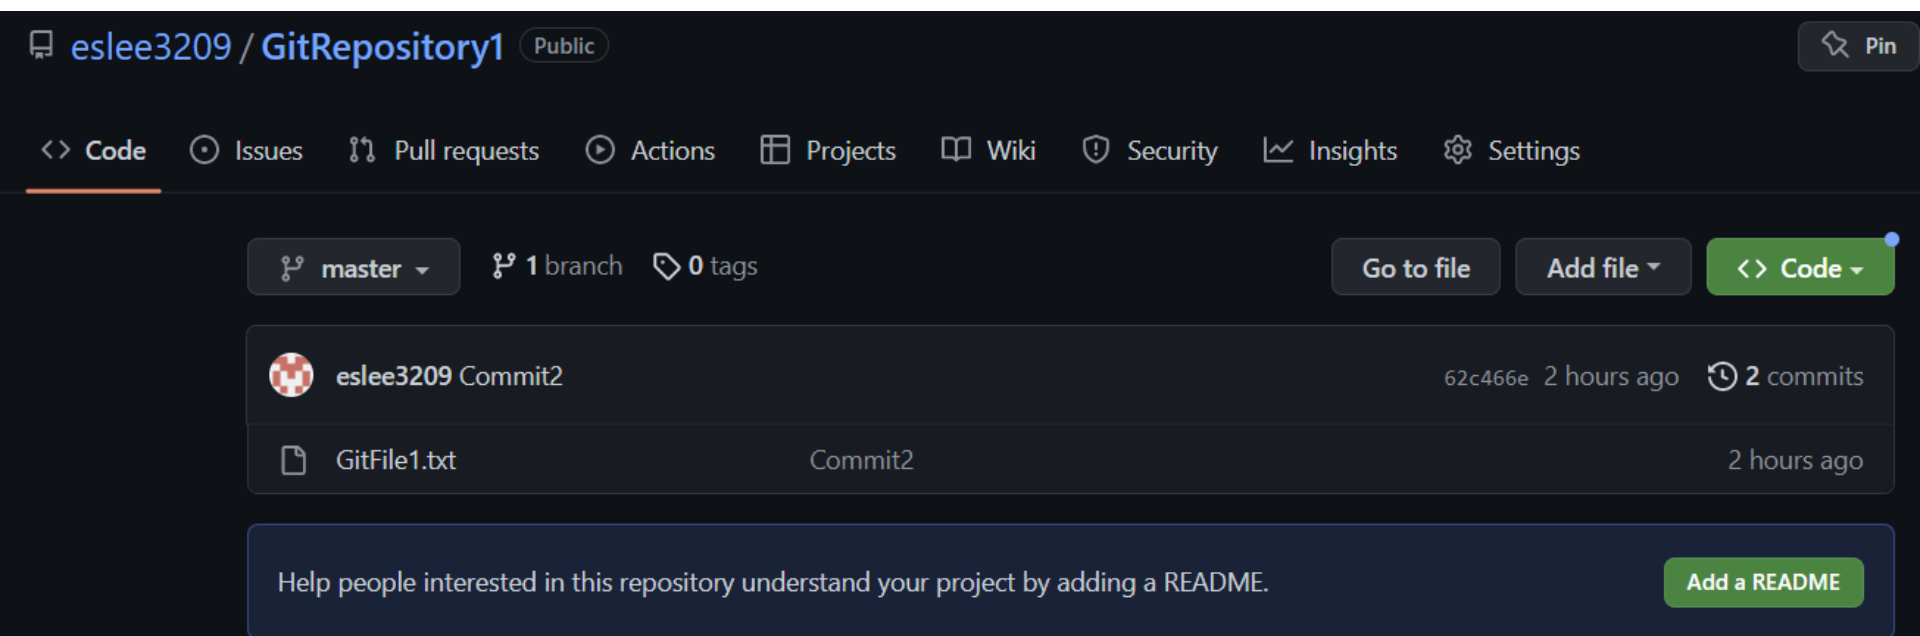 eslee3209 / GitRepository1 Public Pin
Code Issues Pull requests Actions Projects Wiki Security Insights Settings
master 1 branch 0 tags Go to file Add file Code
eslee3209 Commit2 62c466e 2 hours ago 2 commits
GitFile1.txt Commit2 2 hours ago
Help people interested in this repository understand your project by adding a README. Add a README